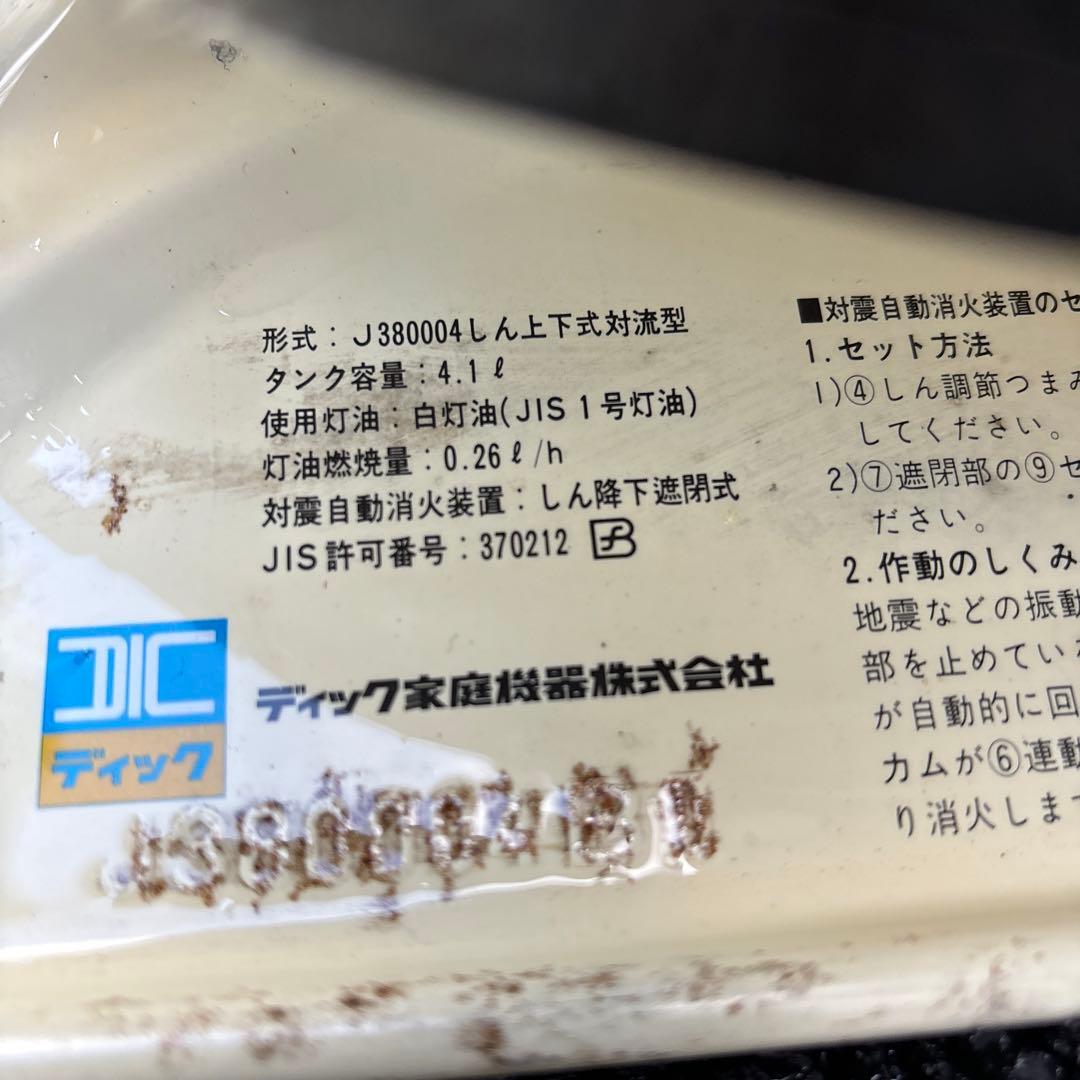 形式：J380004しん上下式対流型
タンク容量：4.1ℓ
使用灯油：白灯油(JIS1号灯油)
灯油燃焼量：0.26ℓ/h
対震自動消火装置：しん降下遮閉式
JIS許可番号：370212
DIC
ディック
ディック家庭機器株式会社
■対震自動消火装置のセ
1.セット方法
1)④しん調節つまみ
してください。
2)⑦遮閉部の⑨セ
ださい。
2.作動のしくみ
地震などの振動
部を止めている
が自動的に回
カムが⑥連動
り消火しま